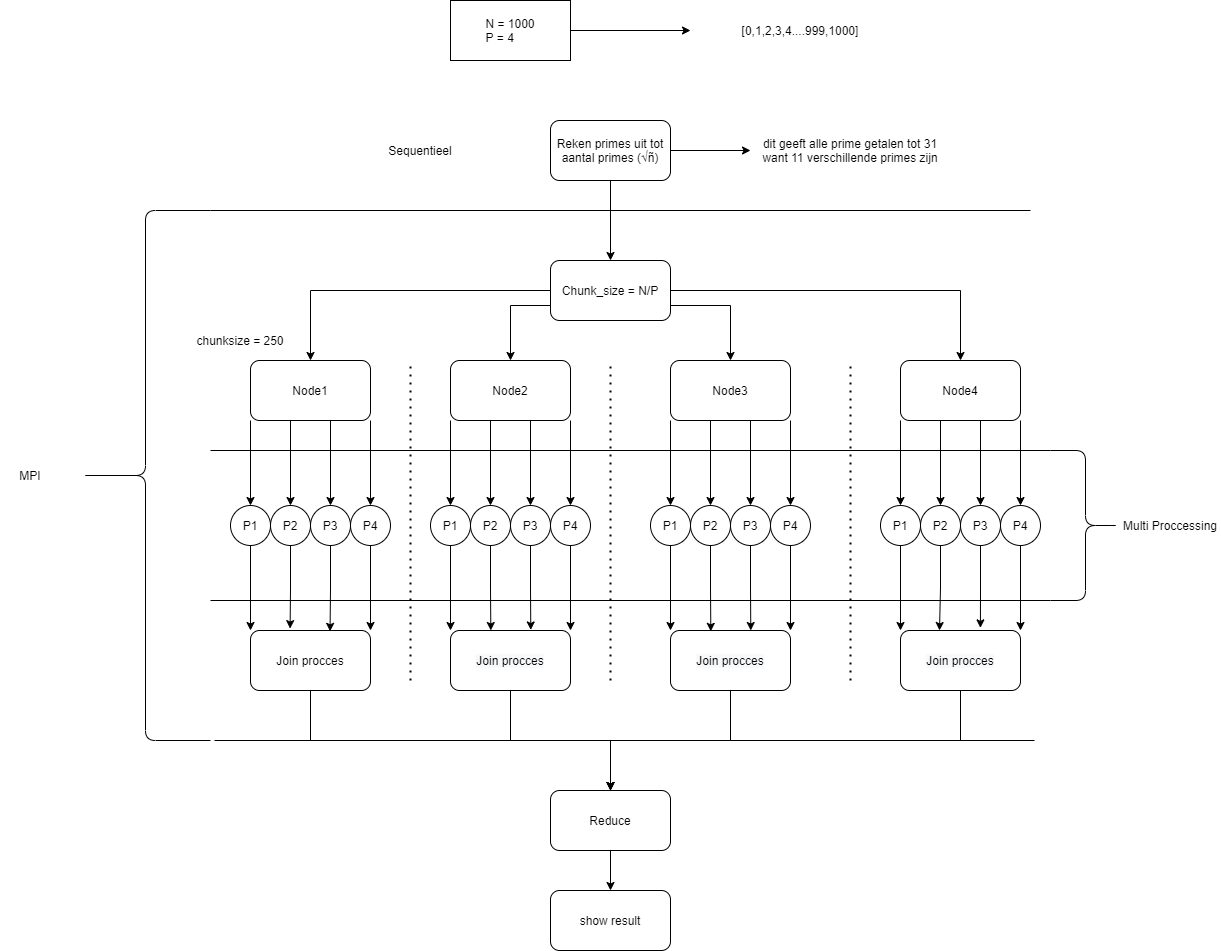 N = 1000
P = 4
[0,1,2,3,4....999,1000]
Sequentieel
Reken primes uit tot
aantal primes (√ñ)
dit geeft alle prime getalen tot 31
want 11 verschillende primes zijn
Chunk_size = N/P
chunksize = 250
Node1
Node2
Node3
Node4
MPI
P1
P2
P3
P4
P1
P2
P3
P4
P1
P2
P3
P4
P1
P2
P3
P4
Multi Proccessing
Join procces
Join procces
Join procces
Join procces
Reduce
show result